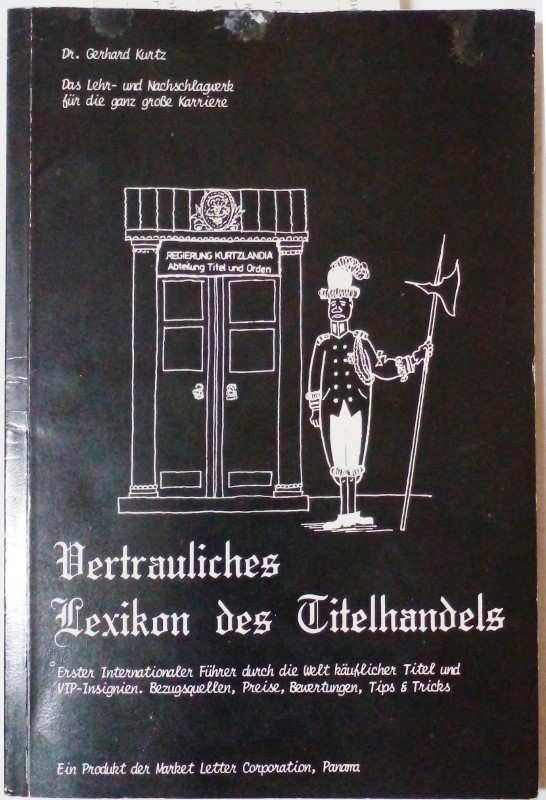 Dr. Gerhard Kurtz
Das Lehr- und Nachschlagwerk
für die ganz große Karriere
REGIERUNG KURTZLANDIA
Abteilung Titel und Orden
Vertrauliches
Lexikon des Titelhandels
Erster Internationaler Führer durch die Welt käuflicher Titel und
VIP-Insignien. Bezugsquellen, Preise, Bewertungen, Tips & Tricks
Ein Produkt der Market Letter Corporation, Panama